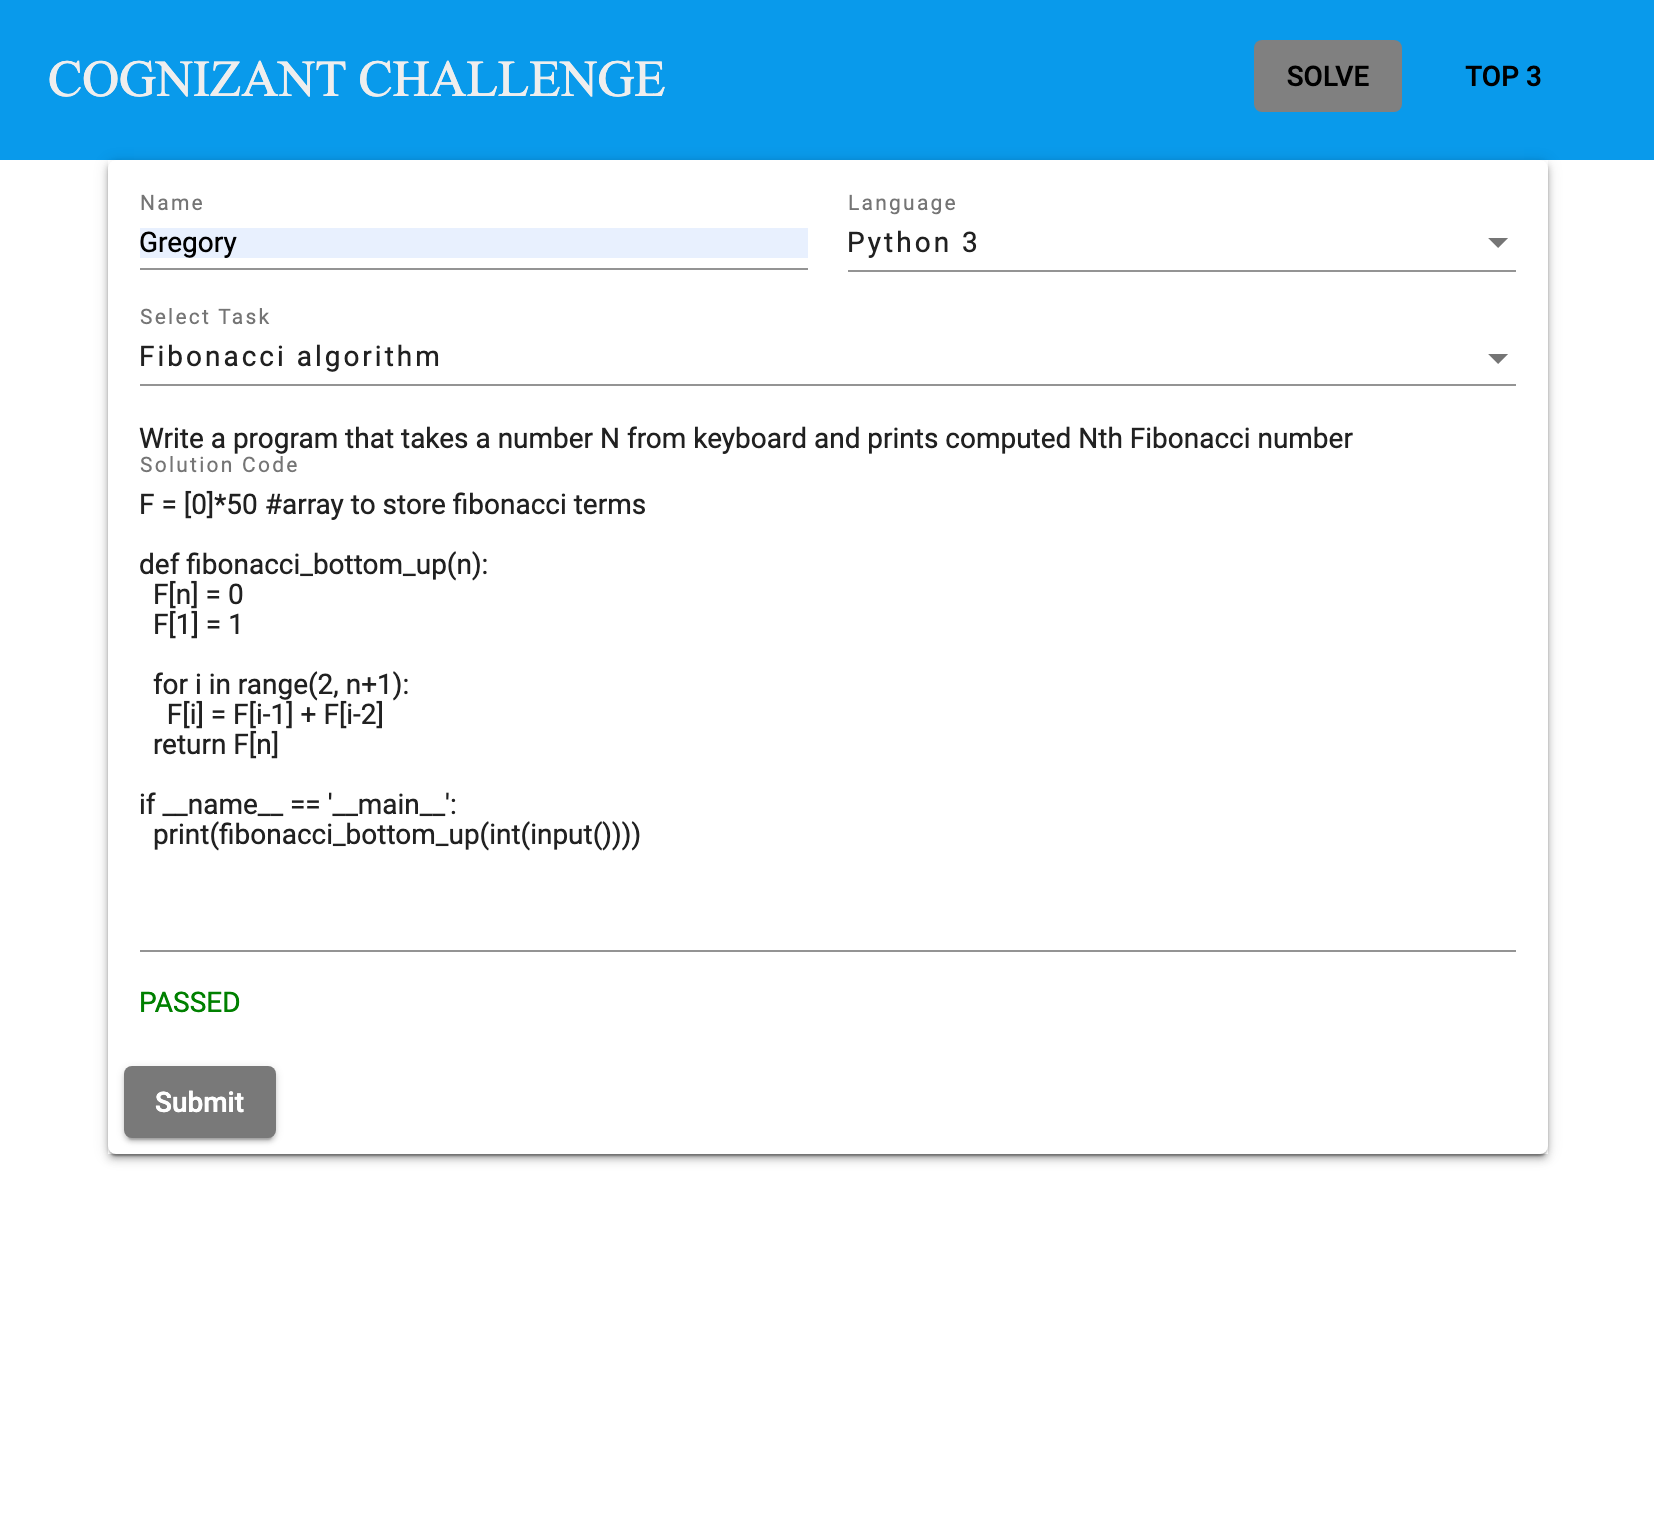 COGNIZANT CHALLENGE
SOLVE
TOP 3
Name
Language
Gregory
Python 3
Select Task
Fibonacci algorithm
Write a program that takes a number N from keyboard and prints computed Nth Fibonacci number
Solution Code
F = [0]*50 #array to store fibonacci terms
def fibonacci_bottom_up(n):
  F[n] = 0
  F[1] = 1
  for i in range(2, n+1):
    F[i] = F[i-1] + F[i-2]
  return F[n]
if __name__ == '__main__':
  print(fibonacci_bottom_up(int(input())))
PASSED
Submit